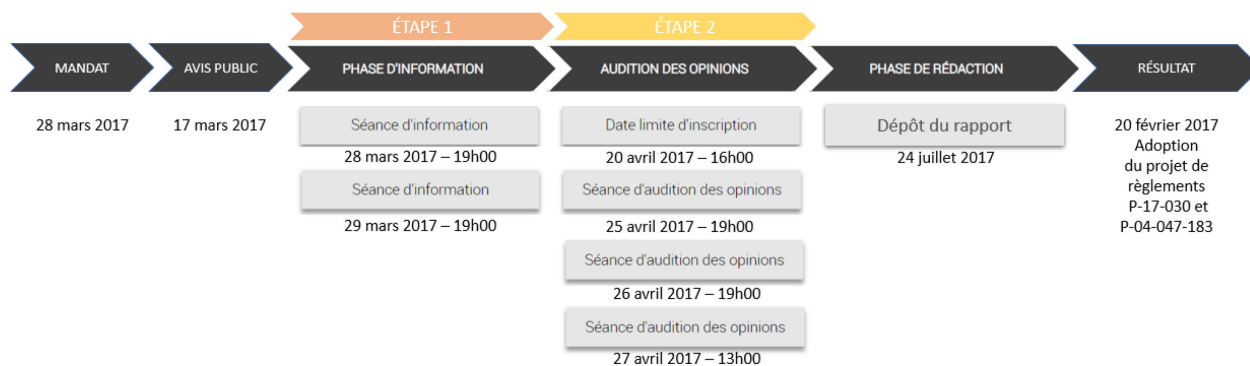 ÉTAPE 1
ÉTAPE 2
MANDAT
AVIS PUBLIC
PHASE D'INFORMATION
AUDITION DES OPINIONS
PHASE DE RÉDACTION
RÉSULTAT
28 mars 2017
17 mars 2017
Séance d'information
28 mars 2017 – 19h00
Séance d'information
29 mars 2017 – 19h00
Date limite d'inscription
20 avril 2017 – 16h00
Séance d'audition des opinions
25 avril 2017 – 19h00
Séance d'audition des opinions
26 avril 2017 – 19h00
Séance d'audition des opinions
27 avril 2017 – 13h00
Dépôt du rapport
24 juillet 2017
20 février 2017
Adoption
du projet de
règlements
P-17-030 et
P-04-047-183